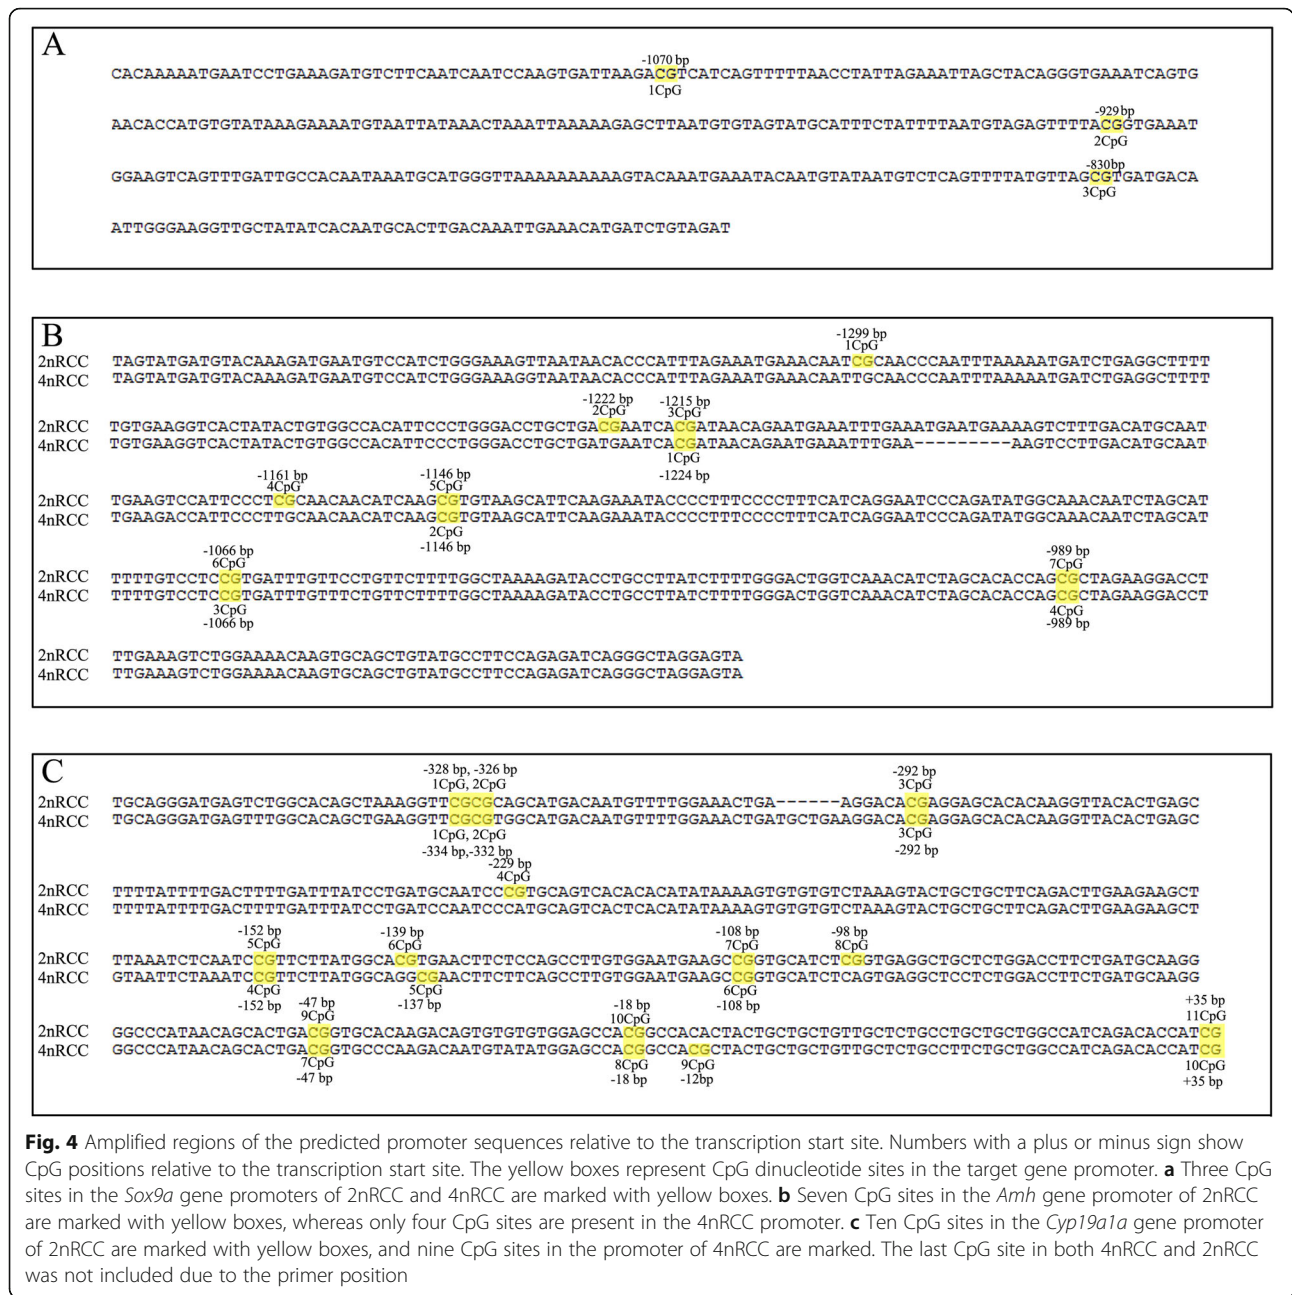 A
-1070 bp
CACAAAAATGAATCCTGAAAGATGTCTTCAATCAATCCAAGTGATTAAGACGTCATCAGTTTTTAACCTATTAGAAATTAGCTACAGGGTGAAATCAGTG
1CpG
-929 bp
AACACCATGTGTATAAAGAAAATGTAATTATAAACTAAATTAAAAAGAGCTTAATGTGTAGTATGCATTTCTATTTTAATGTAGAGTTTTACGGTGAAAT
2CpG
-830bp
GGAAGTCAGTTTGATTGCCACAATAAATGCATGGGTTAAAAAAAAAAGTACAAATGAAATACAATGTATAATGTCTCAGTTTTATGTTAGCGTGATGACA
3CpG
ATTGGGAAGGTTGCTATATCACAATGCACTTGACAAATTGAAACATGATCTGTAGAT
B
-1299 bp
1CpG
2nRCC TAGTATGATGTACAAAGATGAATGTCCATCTGGGAAAGTTAATAACACCCATTTAGAAATGAAACAATCGCAACCCAATTTAAAAATGATCTGAGGCTTTT
4nRCC TAGTATGATGTACAAAGATGAATGTCCATCTGGGAAAGGTAATAACACCCATTTAGAAATGAAACAATTGCAACCCAATTTAAAAATGATCTGAGGCTTTT
-1222 bp -1215 bp
2CpG 3CpG
2nRCC TGTGAAGGTCACTATACTGTGGCCACATTCCCTGGGACCTGCTGACGAATCACGATAACAGAATGAAATTTGAAATGAATGAAAAGTCTTTGACATGCAAT
4nRCC TGTGAAGGTCACTATACTGTGGCCACATTCCCTGGGACCTGCTGATGAATCACGATAACAGAATGAAATTTGAA---------AAGTCCTTGACATGCAAT
1CpG
-1224 bp
-1161 bp -1146 bp
4CpG 5CpG
2nRCC TGAAGTCCATTCCCTCGCAACAACATCAAGCGTGTAAGCATTCAAGAAATACCCCTTTCCCCTTTCATCAGGAATCCCAGATATGGCAAACAATCTAGCAT
4nRCC TGAAGACCATTCCCTTGCAACAACATCAAGCGTGTAAGCATTCAAGAAATACCCCTTTCCCCTTTCATCAGGAATCCCAGATATGGCAAACAATCTAGCAT
2CpG
-1146 bp
-1066 bp -989 bp
6CpG 7CpG
2nRCC TTTTGTCCTCCGTGATTTGTTCCTGTTCTTTTGGCTAAAAGATACCTGCCTTATCTTTTGGGACTGGTCAAACATCTAGCACACCAGCGCTAGAAGGACCT
4nRCC TTTTGTCCTCCGTGATTTGTTTCTGTTCTTTTGGCTAAAAGATACCTGCCTTATCTTTTGGGACTGGTCAAACATCTAGCACACCAGCGCTAGAAGGACCT
3CpG 4CpG
-1066 bp -989 bp
2nRCC TTGAAAGTCTGGAAAACAAGTGCAGCTGTATGCCTTCCAGAGATCAGGGCTAGGAGTA
4nRCC TTGAAAGTCTGGAAAACAAGTGCAGCTGTATGCCTTCCAGAGATCAGGGCTAGGAGTA
C
-328 bp, -326 bp -292 bp
1CpG, 2CpG 3CpG
2nRCC TGCAGGGATGAGTCTGGCACAGCTAAAGGTTCGCGCAGCATGACAATGTTTTGGAAACTGA------AGGACACGAGGAGCACACAAGGTTACACTGAGC
4nRCC TGCAGGGATGAGTTTGGCACAGCTGAAGGTTCGCGTGGCATGACAATGTTTTGGAAACTGATGCTGAAGGACACGAGGAGCACACAAGGTTACACTGAGC
1CpG, 2CpG 3CpG
-334 bp,-332 bp -292 bp
-229 bp
4CpG
2nRCC TTTTATTTTGACTTTTGATTTATCCTGATGCAATCCCGTGCAGTCACACACATATAAAAGTGTGTGTCTAAAGTACTGCTGCTTCAGACTTGAAGAAGCT
4nRCC TTTTATTTTGACTTTTGATTTATCCTGATCCAATCCCATGCAGTCACTCACATATAAAAGTGTGTGTCTAAAGTACTGCTGCTTCAGACTTGAAGAAGCT
-152 bp -139 bp -108 bp -98 bp
5CpG 6CpG 7CpG 8CpG
2nRCC TTAAATCTCAATCCGTTCTTATGGCACGTGAACTTCTCCAGCCTTGTGGAATGAAGCCGGTGCATCTCGGTGAGGCTGCTCTGGACCTTCTGATGCAAGG
4nRCC GTAATTCTAAATCCGTTCTTATGGCAGGCGAACTTCTTCAGCCTTGTGGAATGAAGCCGGTGCATCTCAGTGAGGCTCCTCTGGACCTTCTGATGCAAGG
4CpG 5CpG 6CpG
-152 bp -137 bp -108 bp
-47 bp -18 bp +35 bp
9CpG 10CpG 11CpG
2nRCC GGCCCATAACAGCACTGACGGTGCACAAGACAGTGTGTGTGGAGCCACGGCCACACTACTGCTGCTGTTGCTCTGCCTGCTGCTGGCCATCAGACACCATCG
4nRCC GGCCCATAACAGCACTGACGGTGCCCAAGACAATGTATATGGAGCCACGGCCACGCTACTGCTGCTGTTGCTCTGCCTTCTGCTGGCCATCAGACACCATCG
7CpG 8CpG 9CpG 10CpG
-47 bp -18 bp -12bp +35 bp
Fig. 4 Amplified regions of the predicted promoter sequences relative to the transcription start site. Numbers with a plus or minus sign show
CpG positions relative to the transcription start site. The yellow boxes represent CpG dinucleotide sites in the target gene promoter. a Three CpG
sites in the Sox9a gene promoters of 2nRCC and 4nRCC are marked with yellow boxes. b Seven CpG sites in the Amh gene promoter of 2nRCC
are marked with yellow boxes, whereas only four CpG sites are present in the 4nRCC promoter. c Ten CpG sites in the Cyp19a1a gene promoter
of 2nRCC are marked with yellow boxes, and nine CpG sites in the promoter of 4nRCC are marked. The last CpG site in both 4nRCC and 2nRCC
was not included due to the primer position